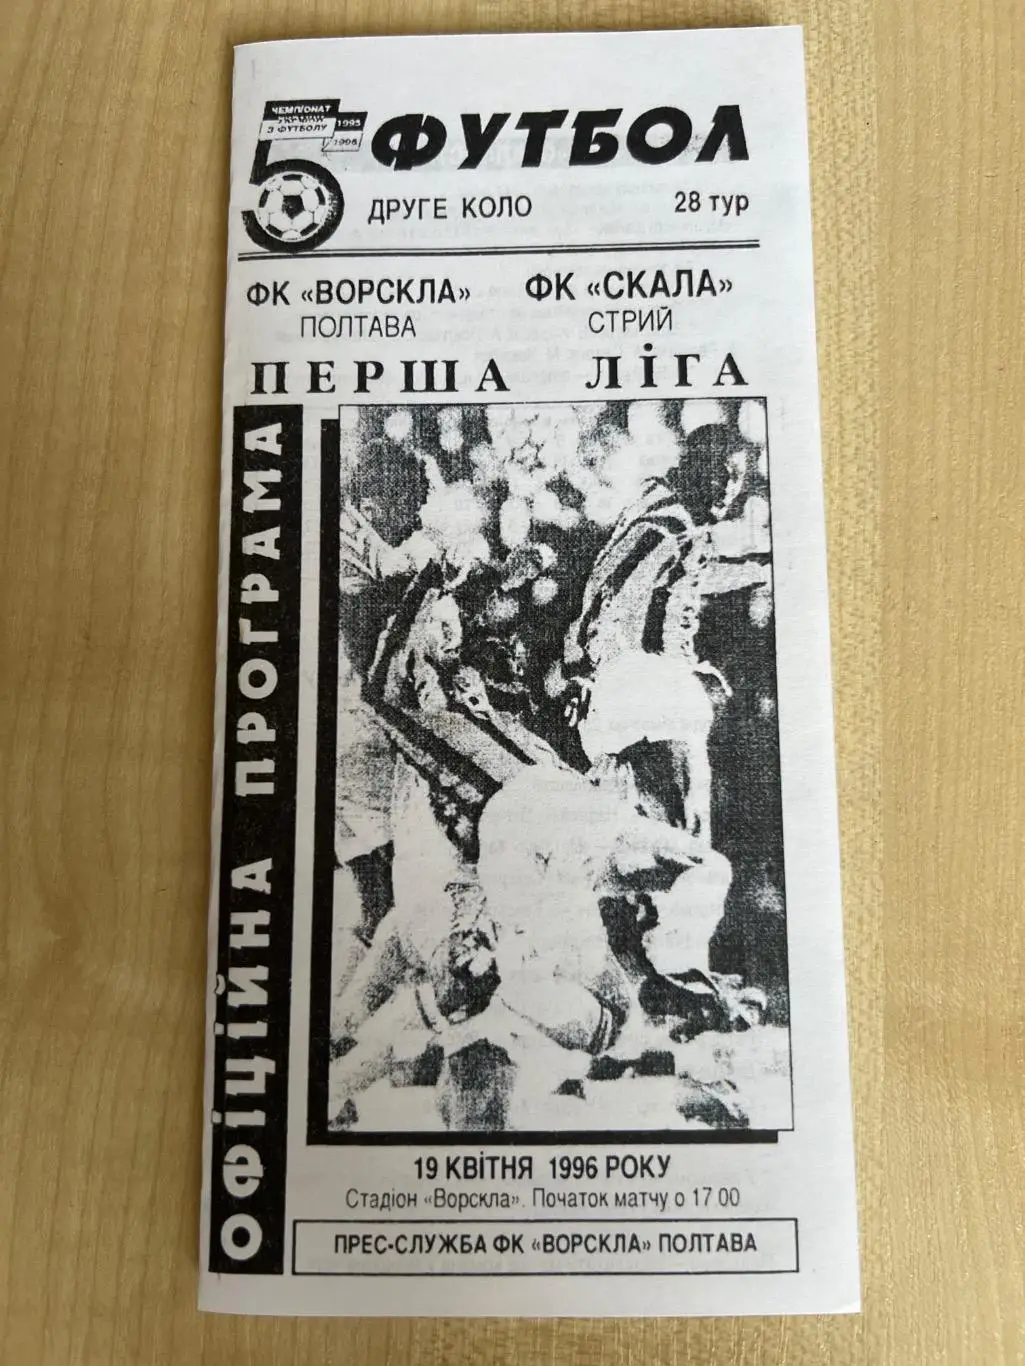 ЧЕМПІОНАТ
УКРАЇНИ
З ФУТБОЛУ
1995
1996
5
ФУТБОЛ
ДРУГЕ КОЛО 28 тур
ФК «ВОРСКЛА» ФК «СКАЛА»
ПОЛТАВА СТРИЙ
ПЕРША ЛІГА
ОФІЦІЙНА ПРОГРАМА
19 КВІТНЯ 1996 РОКУ
Стадіон «Ворскла». Початок матчу о 17.00
ПРЕС-СЛУЖБА ФК «ВОРСКЛА» ПОЛТАВА